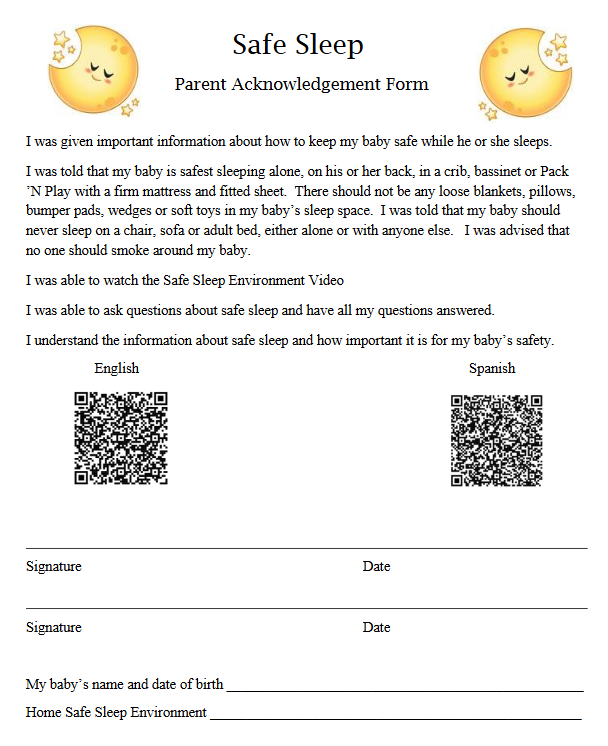 Safe Sleep
Parent Acknowledgement Form
I was given important information about how to keep my baby safe while he or she sleeps.
I was told that my baby is safest sleeping alone, on his or her back, in a crib, bassinet or Pack
’N Play with a firm mattress and fitted sheet.  There should not be any loose blankets, pillows,
bumper pads, wedges or soft toys in my baby’s sleep space.  I was told that my baby should
never sleep on a chair, sofa or adult bed, either alone or with anyone else.   I was advised that
no one should smoke around my baby.
I was able to watch the Safe Sleep Environment Video
I was able to ask questions about safe sleep and have all my questions answered.
I understand the information about safe sleep and how important it is for my baby’s safety.
English Spanish
Signature Date
Signature Date
My baby’s name and date of birth
Home Safe Sleep Environment